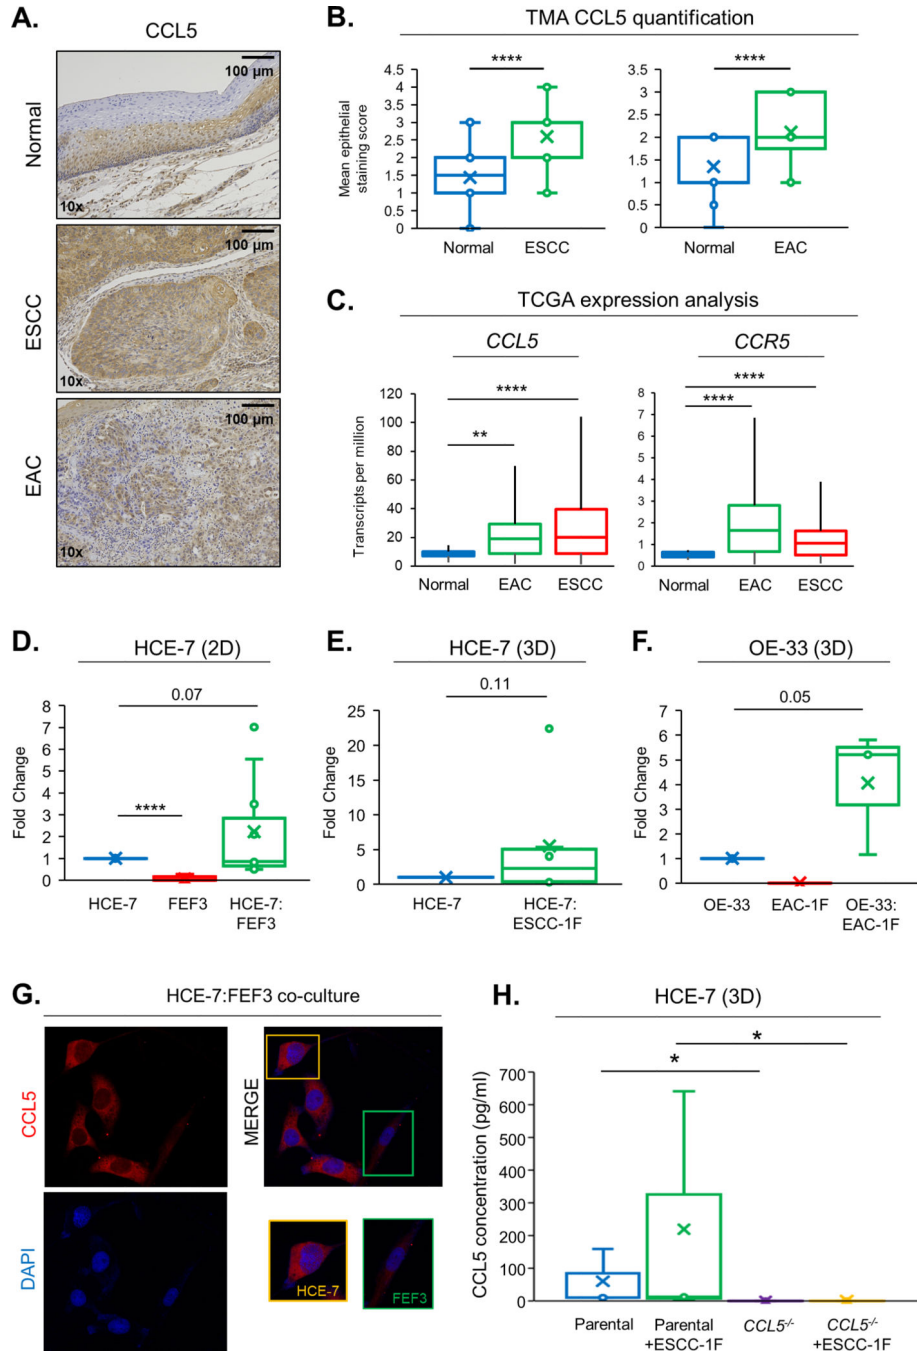 A.
CCL5
Normal
100 µm
10x
ESCC
100 µm
10x
EAC
100 µm
10x
B.
TMA CCL5 quantification
Mean epithelial
staining score
****
4.5
4
3.5
3
2.5
2
1.5
1
0.5
0
Normal ESCC
****
3.5
3
2.5
2
1.5
1
0.5
0
Normal EAC
C.
TCGA expression analysis
CCL5
Transcripts per million
****
**
120
100
80
60
40
20
0
Normal EAC ESCC
CCR5
****
****
8
7
6
5
4
3
2
1
0
Normal EAC ESCC
D.
HCE-7 (2D)
0.07
****
Fold Change
8
7
6
5
4
3
2
1
0
HCE-7 FEF3 HCE-7:
FEF3
E.
HCE-7 (3D)
0.11
Fold Change
25
20
15
10
5
0
HCE-7 HCE-7:
ESCC-1F
F.
OE-33 (3D)
0.05
Fold Change
7
6
5
4
3
2
1
0
OE-33 EAC-1F OE-33:
EAC-1F
G.
HCE-7:FEF3 co-culture
CCL5
DAPI
MERGE
HCE-7
FEF3
H.
HCE-7 (3D)
*
*
CCL5 concentration (pg/ml)
700
600
500
400
300
200
100
0
Parental Parental CCL5-/- CCL5-/-
+ESCC-1F +ESCC-1F